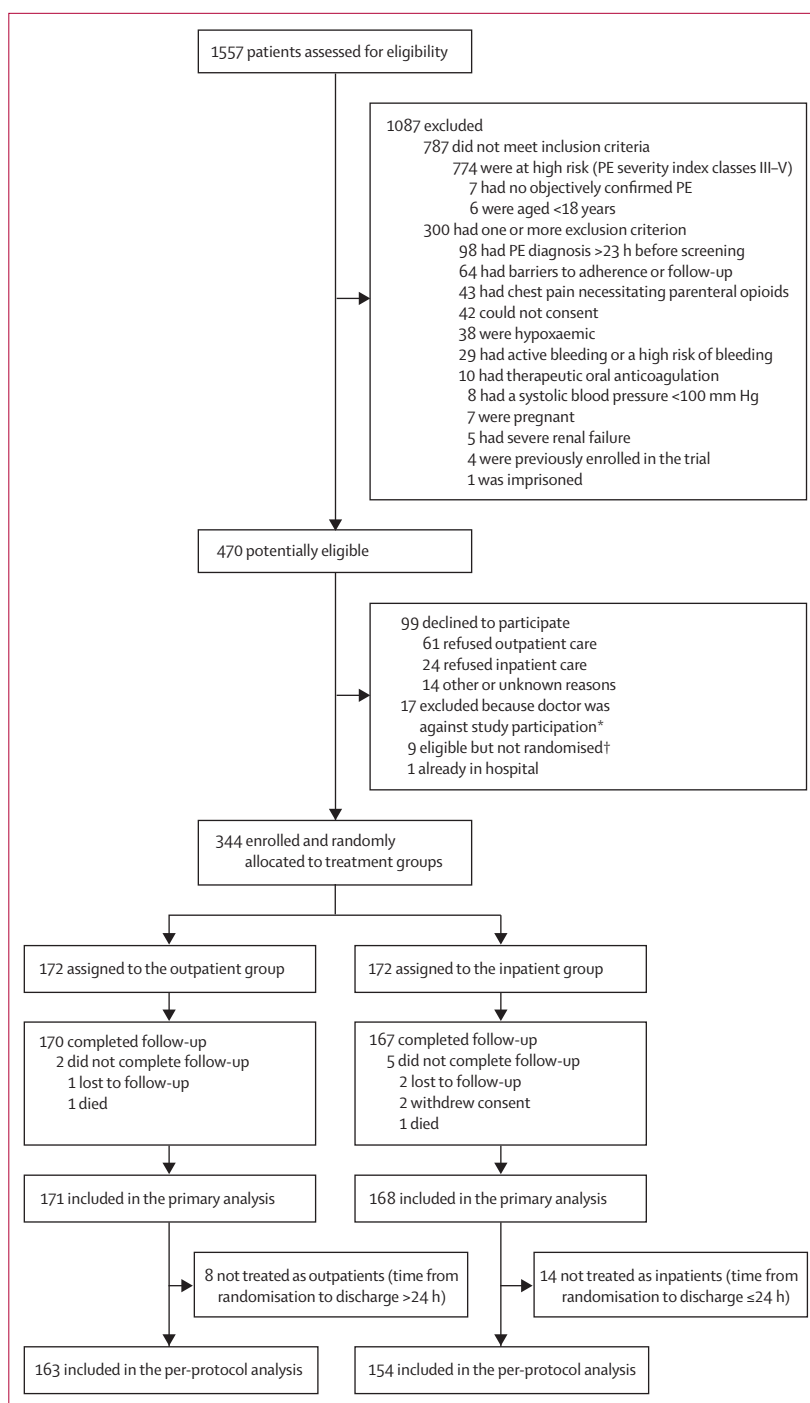 1557 patients assessed for eligibility
1087 excluded
787 did not meet inclusion criteria
774 were at high risk (PE severity index classes III–V)
7 had no objectively confirmed PE
6 were aged <18 years
300 had one or more exclusion criterion
98 had PE diagnosis >23 h before screening
64 had barriers to adherence or follow-up
43 had chest pain necessitating parenteral opioids
42 could not consent
38 were hypoxaemic
29 had active bleeding or a high risk of bleeding
10 had therapeutic oral anticoagulation
8 had a systolic blood pressure <100 mm Hg
7 were pregnant
5 had severe renal failure
4 were previously enrolled in the trial
1 was imprisoned
470 potentially eligible
99 declined to participate
61 refused outpatient care
24 refused inpatient care
14 other or unknown reasons
17 excluded because doctor was
against study participation*
9 eligible but not randomised†
1 already in hospital
344 enrolled and randomly
allocated to treatment groups
172 assigned to the outpatient group
172 assigned to the inpatient group
170 completed follow-up
2 did not complete follow-up
1 lost to follow-up
1 died
167 completed follow-up
5 did not complete follow-up
2 lost to follow-up
2 withdrew consent
1 died
171 included in the primary analysis
168 included in the primary analysis
8 not treated as outpatients (time from
randomisation to discharge >24 h)
14 not treated as inpatients (time from
randomisation to discharge ≤24 h)
163 included in the per-protocol analysis
154 included in the per-protocol analysis